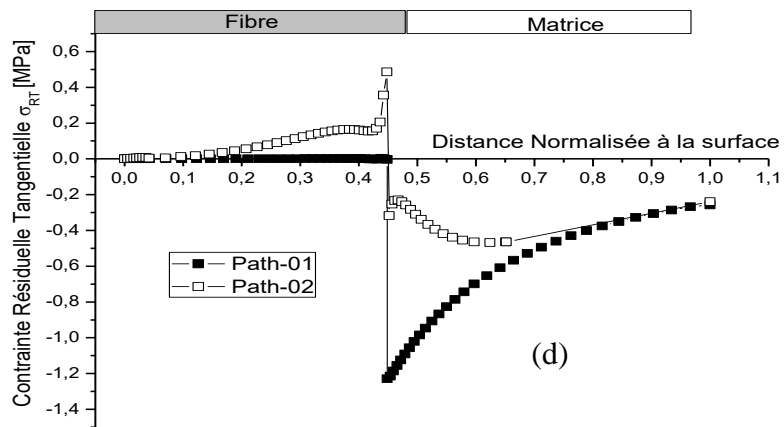 Fibre Matrice
Contrainte Résiduelle Tangentielle σRT [MPa]
0,6
0,4
0,2
0,0
-0,2
-0,4
-0,6
-0,8
-1,0
-1,2
-1,4
Distance Normalisée à la surface
0,0 0,1 0,2 0,3 0,4 0,5 0,6 0,7 0,8 0,9 1,0 1,1
Path-01
Path-02
(d)